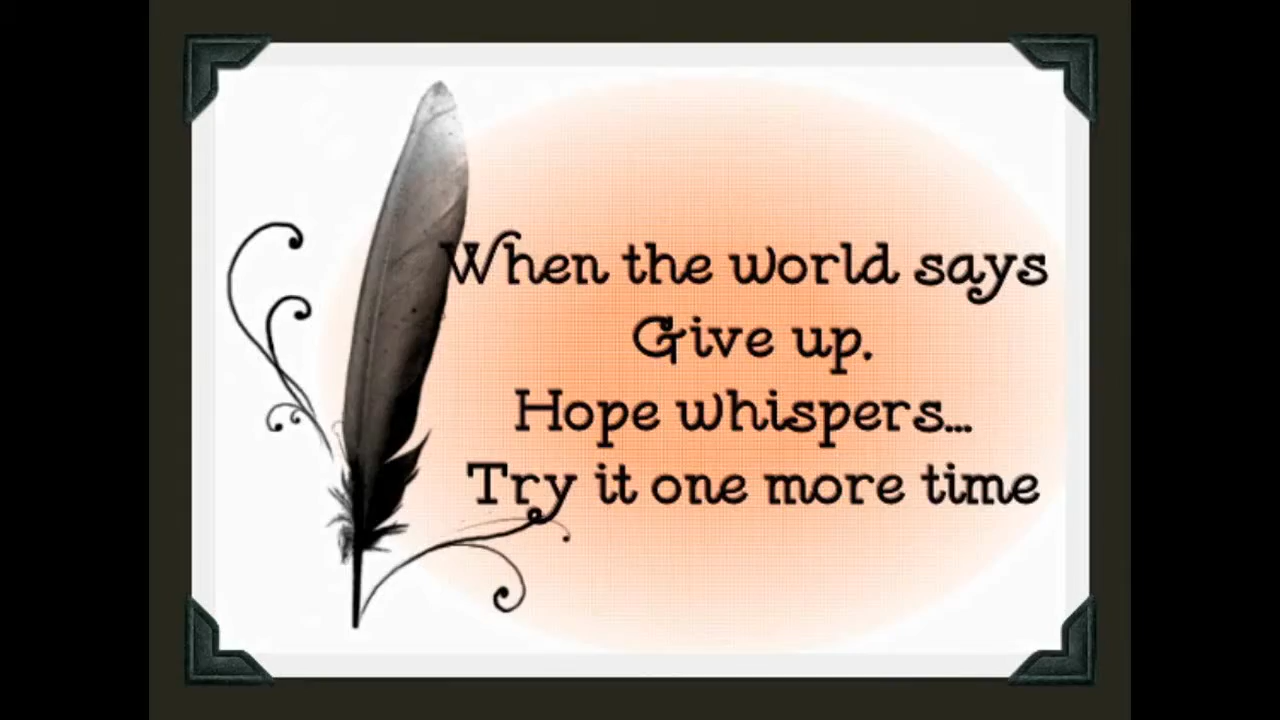 When the world says
Give up.
Hope whispers...
Try it one more time